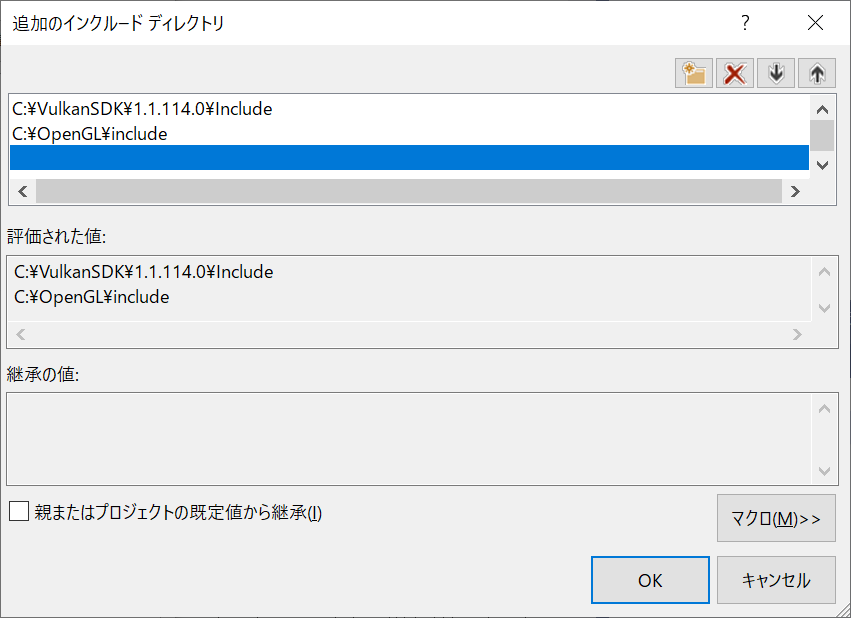 追加のインクルード ディレクトリ
?
C:¥VulkanSDK¥1.1.114.0¥Include
C:¥OpenGL¥include
評価された値:
C:¥VulkanSDK¥1.1.114.0¥Include
C:¥OpenGL¥include
継承の値:
親またはプロジェクトの既定値から継承(I)
マクロ(M)>>
OK
キャンセル